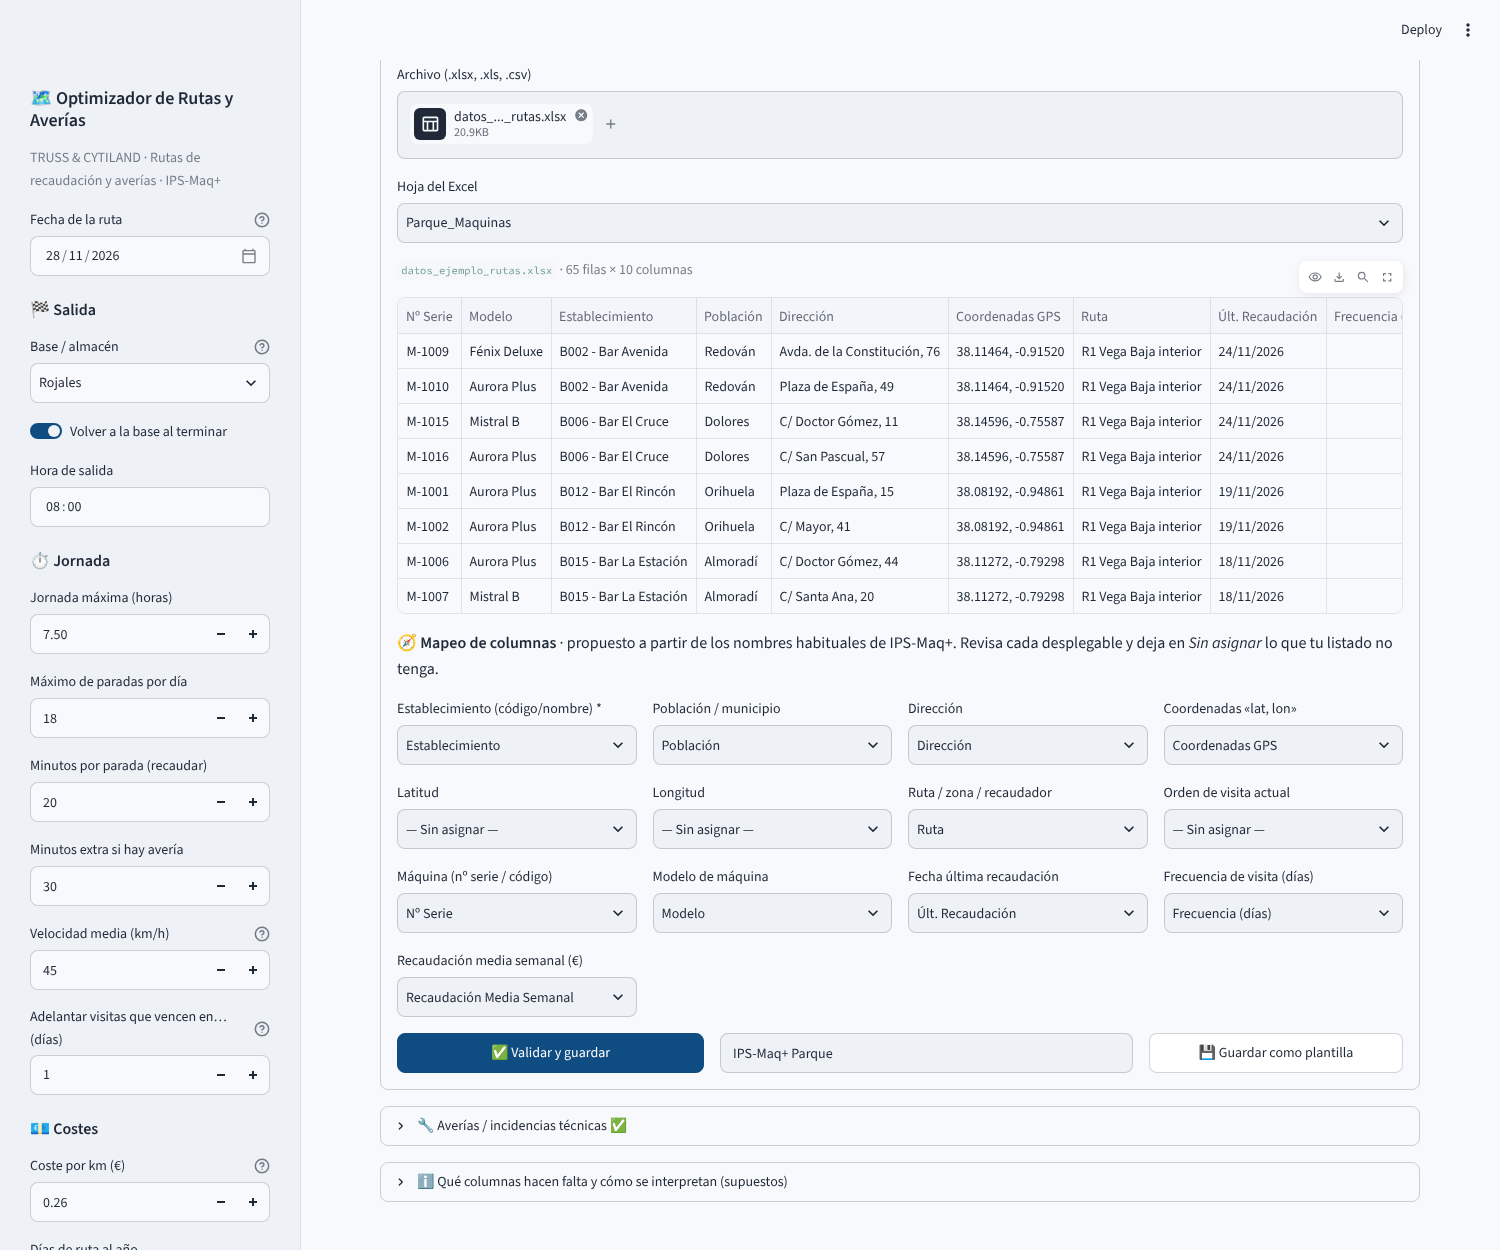 Deploy
🗺️ Optimizador de Rutas y
Averías
TRUSS & CYTILAND · Rutas de
recaudación y averías · IPS-Maq+
Fecha de la ruta
28 / 11 / 2026
🏁 Salida
Base / almacén
Rojales
Volver a la base al terminar
Hora de salida
08 : 00
⏱️ Jornada
Jornada máxima (horas)
7.50
Máximo de paradas por día
18
Minutos por parada (recaudar)
20
Minutos extra si hay avería
30
Velocidad media (km/h)
45
Adelantar visitas que vencen en…
(días)
1
💶 Costes
Coste por km (€)
0.26
Días de ruta al año
Archivo (.xlsx, .xls, .csv)
datos_..._rutas.xlsx
20.9KB
Hoja del Excel
Parque_Maquinas
datos_ejemplo_rutas.xlsx · 65 filas × 10 columnas
Nº Serie Modelo Establecimiento Población Dirección Coordenadas GPS Ruta Últ. Recaudación Frecuencia
M-1009 Fénix Deluxe B002 - Bar Avenida Redován Avda. de la Constitución, 76 38.11464, -0.91520 R1 Vega Baja interior 24/11/2026
M-1010 Aurora Plus B002 - Bar Avenida Redován Plaza de España, 49 38.11464, -0.91520 R1 Vega Baja interior 24/11/2026
M-1015 Mistral B B006 - Bar El Cruce Dolores C/ Doctor Gómez, 11 38.14596, -0.75587 R1 Vega Baja interior 24/11/2026
M-1016 Aurora Plus B006 - Bar El Cruce Dolores C/ San Pascual, 57 38.14596, -0.75587 R1 Vega Baja interior 24/11/2026
M-1001 Aurora Plus B012 - Bar El Rincón Orihuela Plaza de España, 15 38.08192, -0.94861 R1 Vega Baja interior 19/11/2026
M-1002 Aurora Plus B012 - Bar El Rincón Orihuela C/ Mayor, 41 38.08192, -0.94861 R1 Vega Baja interior 19/11/2026
M-1006 Aurora Plus B015 - Bar La Estación Almoradí C/ Doctor Gómez, 44 38.11272, -0.79298 R1 Vega Baja interior 18/11/2026
M-1007 Mistral B B015 - Bar La Estación Almoradí C/ Santa Ana, 20 38.11272, -0.79298 R1 Vega Baja interior 18/11/2026
🧭 Mapeo de columnas · propuesto a partir de los nombres habituales de IPS-Maq+. Revisa cada desplegable y deja en Sin asignar lo que tu listado no
tenga.
Establecimiento (código/nombre) * Población / municipio Dirección Coordenadas «lat, lon»
Establecimiento Población Dirección Coordenadas GPS
Latitud Longitud Ruta / zona / recaudador Orden de visita actual
— Sin asignar — — Sin asignar — Ruta — Sin asignar —
Máquina (nº serie / código) Modelo de máquina Fecha última recaudación Frecuencia de visita (días)
Nº Serie Modelo Últ. Recaudación Frecuencia (días)
Recaudación media semanal (€)
Recaudación Media Semanal
✅ Validar y guardar IPS-Maq+ Parque 💾 Guardar como plantilla
🔧 Averías / incidencias técnicas ✅
ℹ️ Qué columnas hacen falta y cómo se interpretan (supuestos)